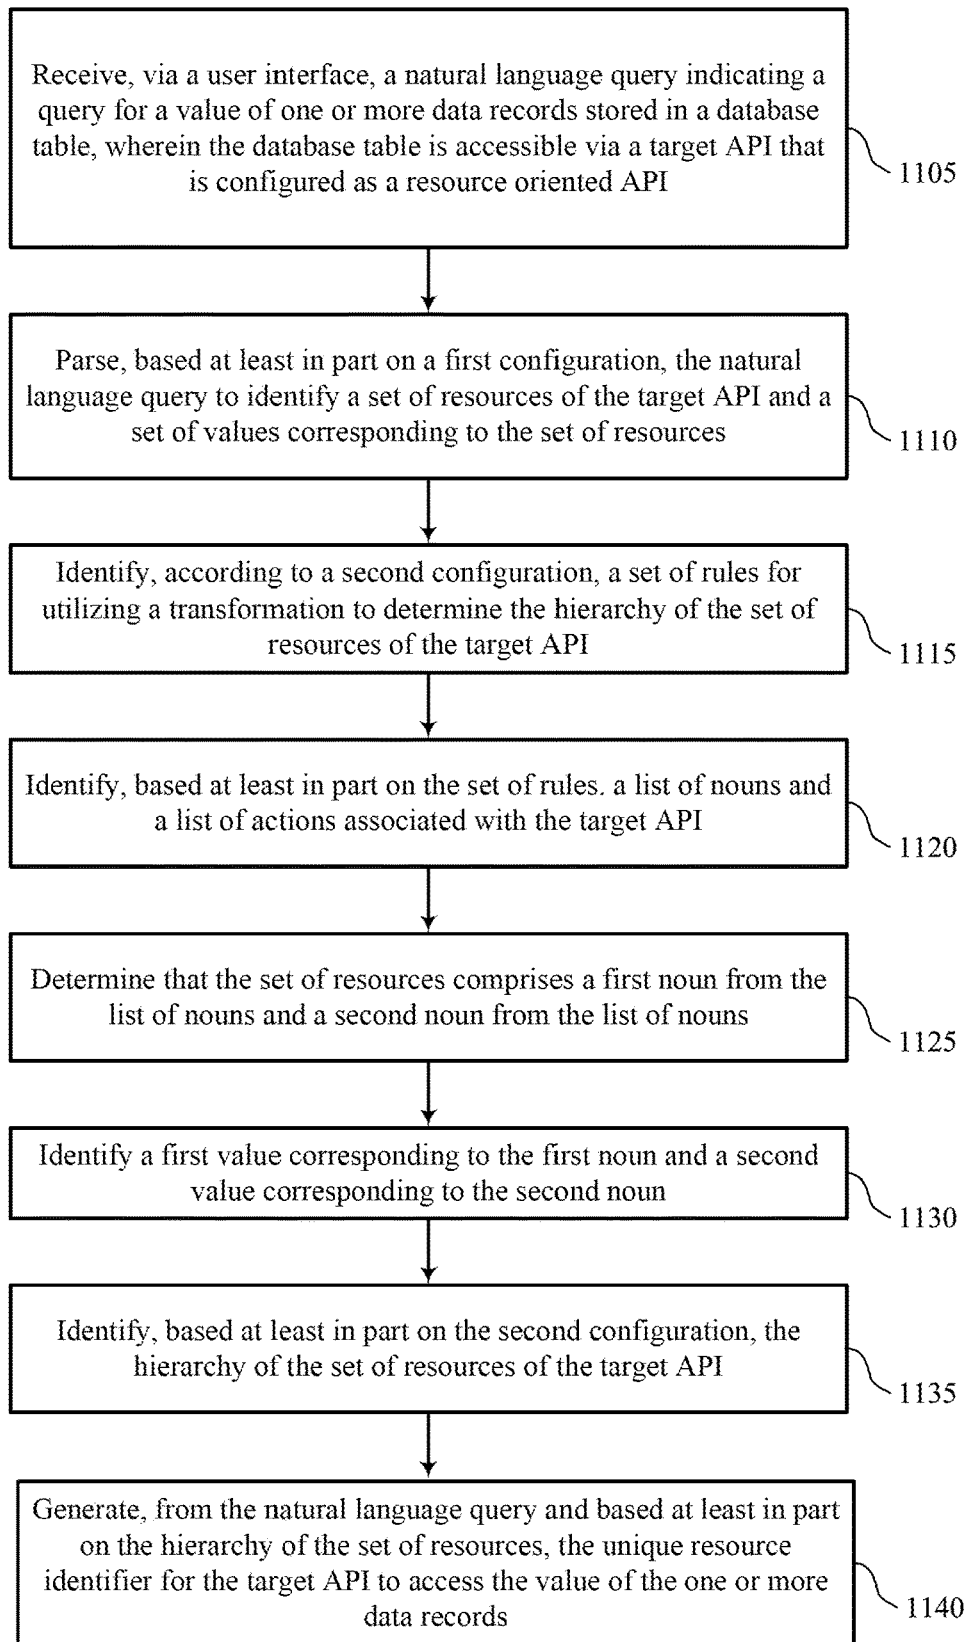 Receive, via a user interface, a natural language query indicating a
query for a value of one or more data records stored in a database
table, wherein the database table is accessible via a target API that
is configured as a resource oriented API
1105
Parse, based at least in part on a first configuration, the natural
language query to identify a set of resources of the target API and a
set of values corresponding to the set of resources
1110
Identify, according to a second configuration, a set of rules for
utilizing a transformation to determine the hierarchy of the set of
resources of the target API
1115
Identify, based at least in part on the set of rules. a list of nouns and
a list of actions associated with the target API
1120
Determine that the set of resources comprises a first noun from the
list of nouns and a second noun from the list of nouns
1125
Identify a first value corresponding to the first noun and a second
value corresponding to the second noun
1130
Identify, based at least in part on the second configuration, the
hierarchy of the set of resources of the target API
1135
Generate, from the natural language query and based at least in part
on the hierarchy of the set of resources, the unique resource
identifier for the target API to access the value of the one or more
data records
1140